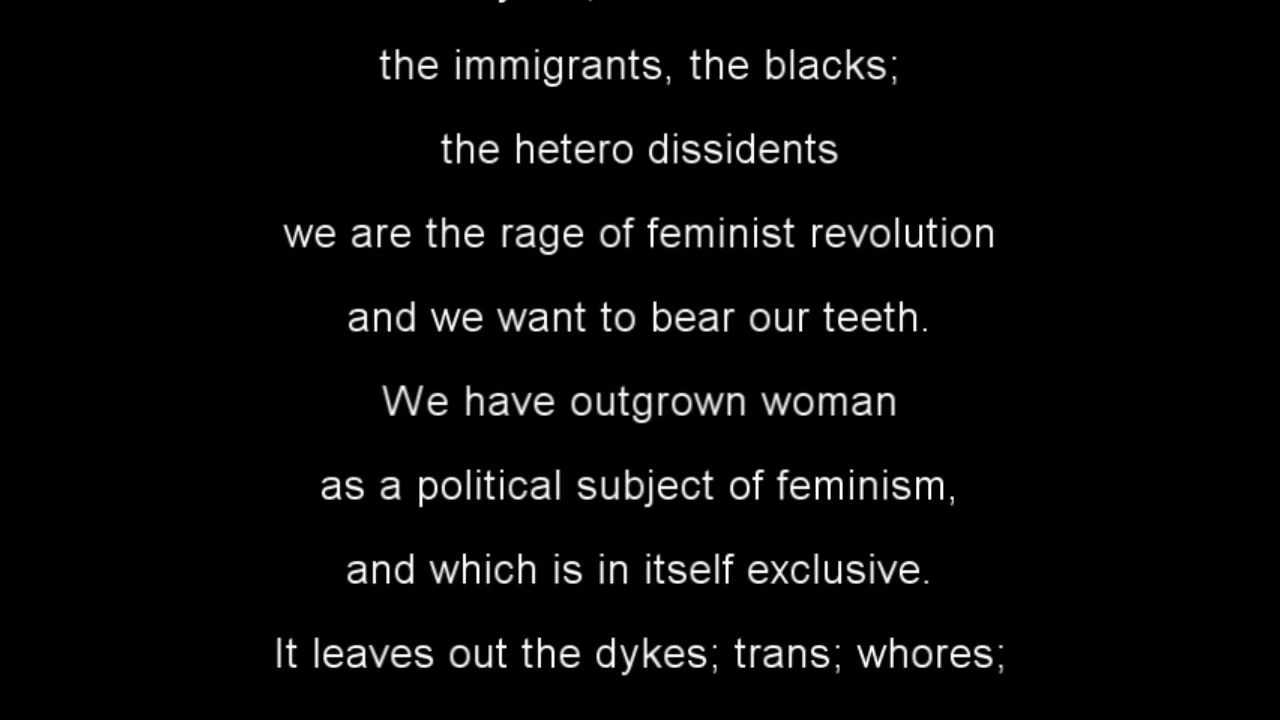 the immigrants, the blacks;
the hetero dissidents
we are the rage of feminist revolution
and we want to bear our teeth.
We have outgrown woman
as a political subject of feminism,
and which is in itself exclusive.
It leaves out the dykes; trans; whores;